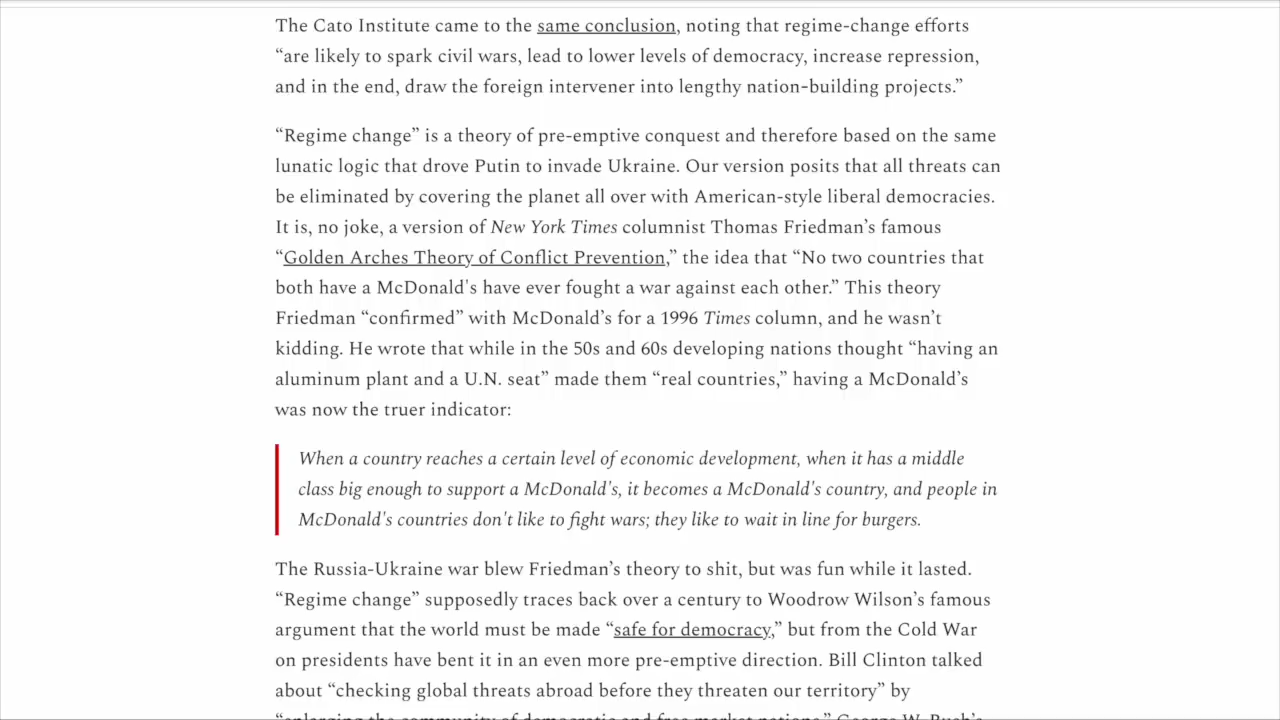 The Cato Institute came to the same conclusion, noting that regime-change efforts
“are likely to spark civil wars, lead to lower levels of democracy, increase repression,
and in the end, draw the foreign intervener into lengthy nation-building projects.”
“Regime change” is a theory of pre-emptive conquest and therefore based on the same
lunatic logic that drove Putin to invade Ukraine. Our version posits that all threats can
be eliminated by covering the planet all over with American-style liberal democracies.
It is, no joke, a version of New York Times columnist Thomas Friedman’s famous
“Golden Arches Theory of Conflict Prevention,” the idea that “No two countries that
both have a McDonald's have ever fought a war against each other.” This theory
Friedman “confirmed” with McDonald’s for a 1996 Times column, and he wasn’t
kidding. He wrote that while in the 50s and 60s developing nations thought “having an
aluminum plant and a U.N. seat” made them “real countries,” having a McDonald’s
was now the truer indicator:
When a country reaches a certain level of economic development, when it has a middle
class big enough to support a McDonald's, it becomes a McDonald's country, and people in
McDonald's countries don't like to fight wars; they like to wait in line for burgers.
The Russia-Ukraine war blew Friedman’s theory to shit, but was fun while it lasted.
“Regime change” supposedly traces back over a century to Woodrow Wilson’s famous
argument that the world must be made “safe for democracy,” but from the Cold War
on presidents have bent it in an even more pre-emptive direction. Bill Clinton talked
about “checking global threats abroad before they threaten our territory” by
“enlarging the community of democratic and free market nations.” George W. Bush’s